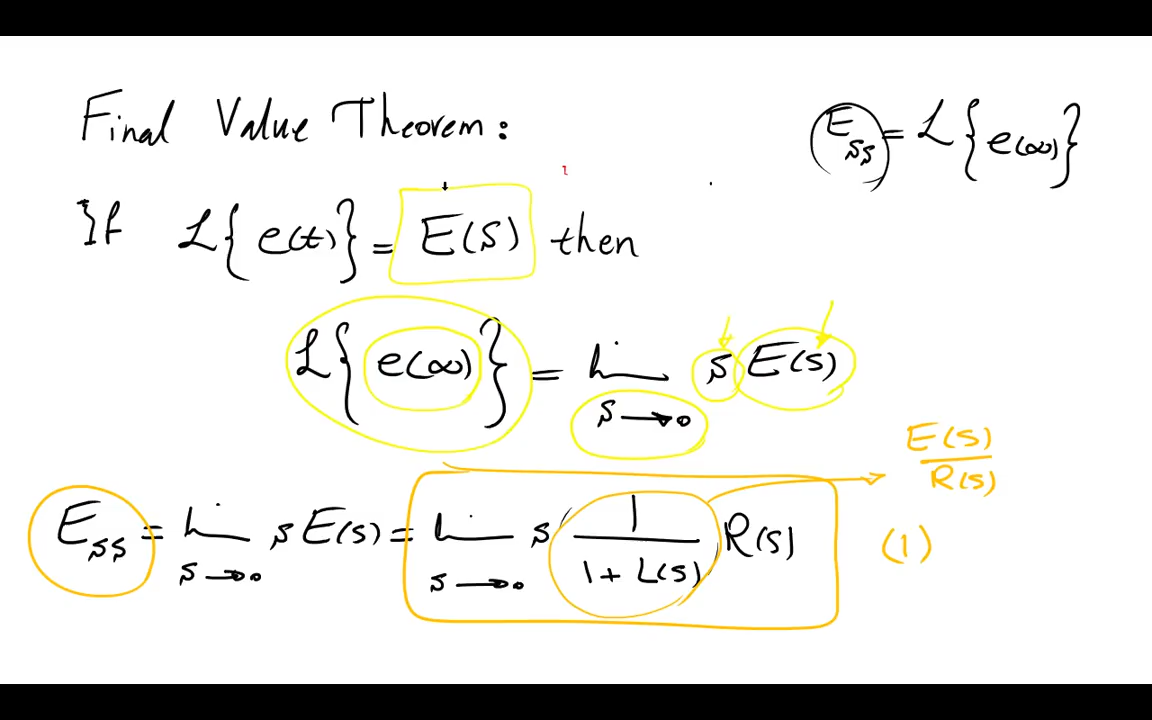 Final Value Theorem:
E_ss = ℒ{e(∞)}
If ℒ{e(t)} = E(S) then
ℒ{e(∞)} = lim_{s→0} s E(s)
E_ss = lim_{s→0} s E(s) = lim_{s→0} s (1/(1 + L(s))) R(s)
E(s)/R(s)
(1)